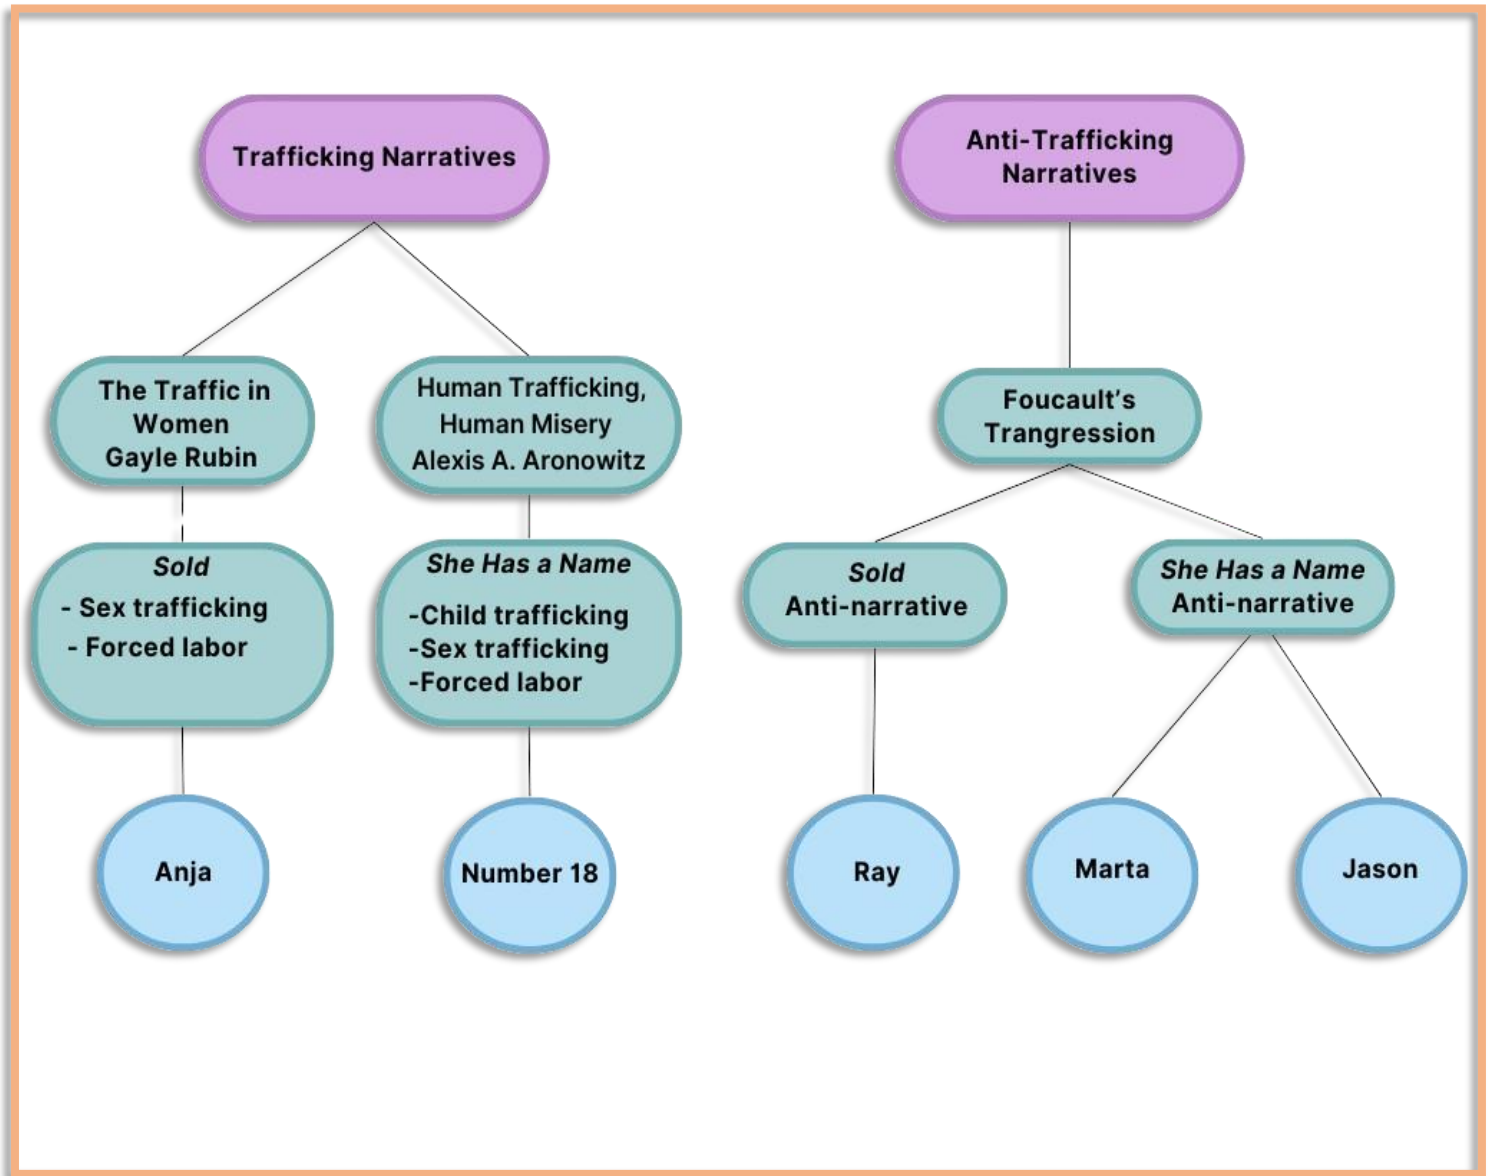 Trafficking Narratives
Anti-Trafficking
Narratives
The Traffic in
Women
Gayle Rubin
Human Trafficking,
Human Misery
Alexis A. Aronowitz
Foucault's
Trangression
Sold
- Sex trafficking
- Forced labor
She Has a Name
-Child trafficking
-Sex trafficking
-Forced labor
Sold
Anti-narrative
She Has a Name
Anti-narrative
Anja
Number 18
Ray
Marta
Jason